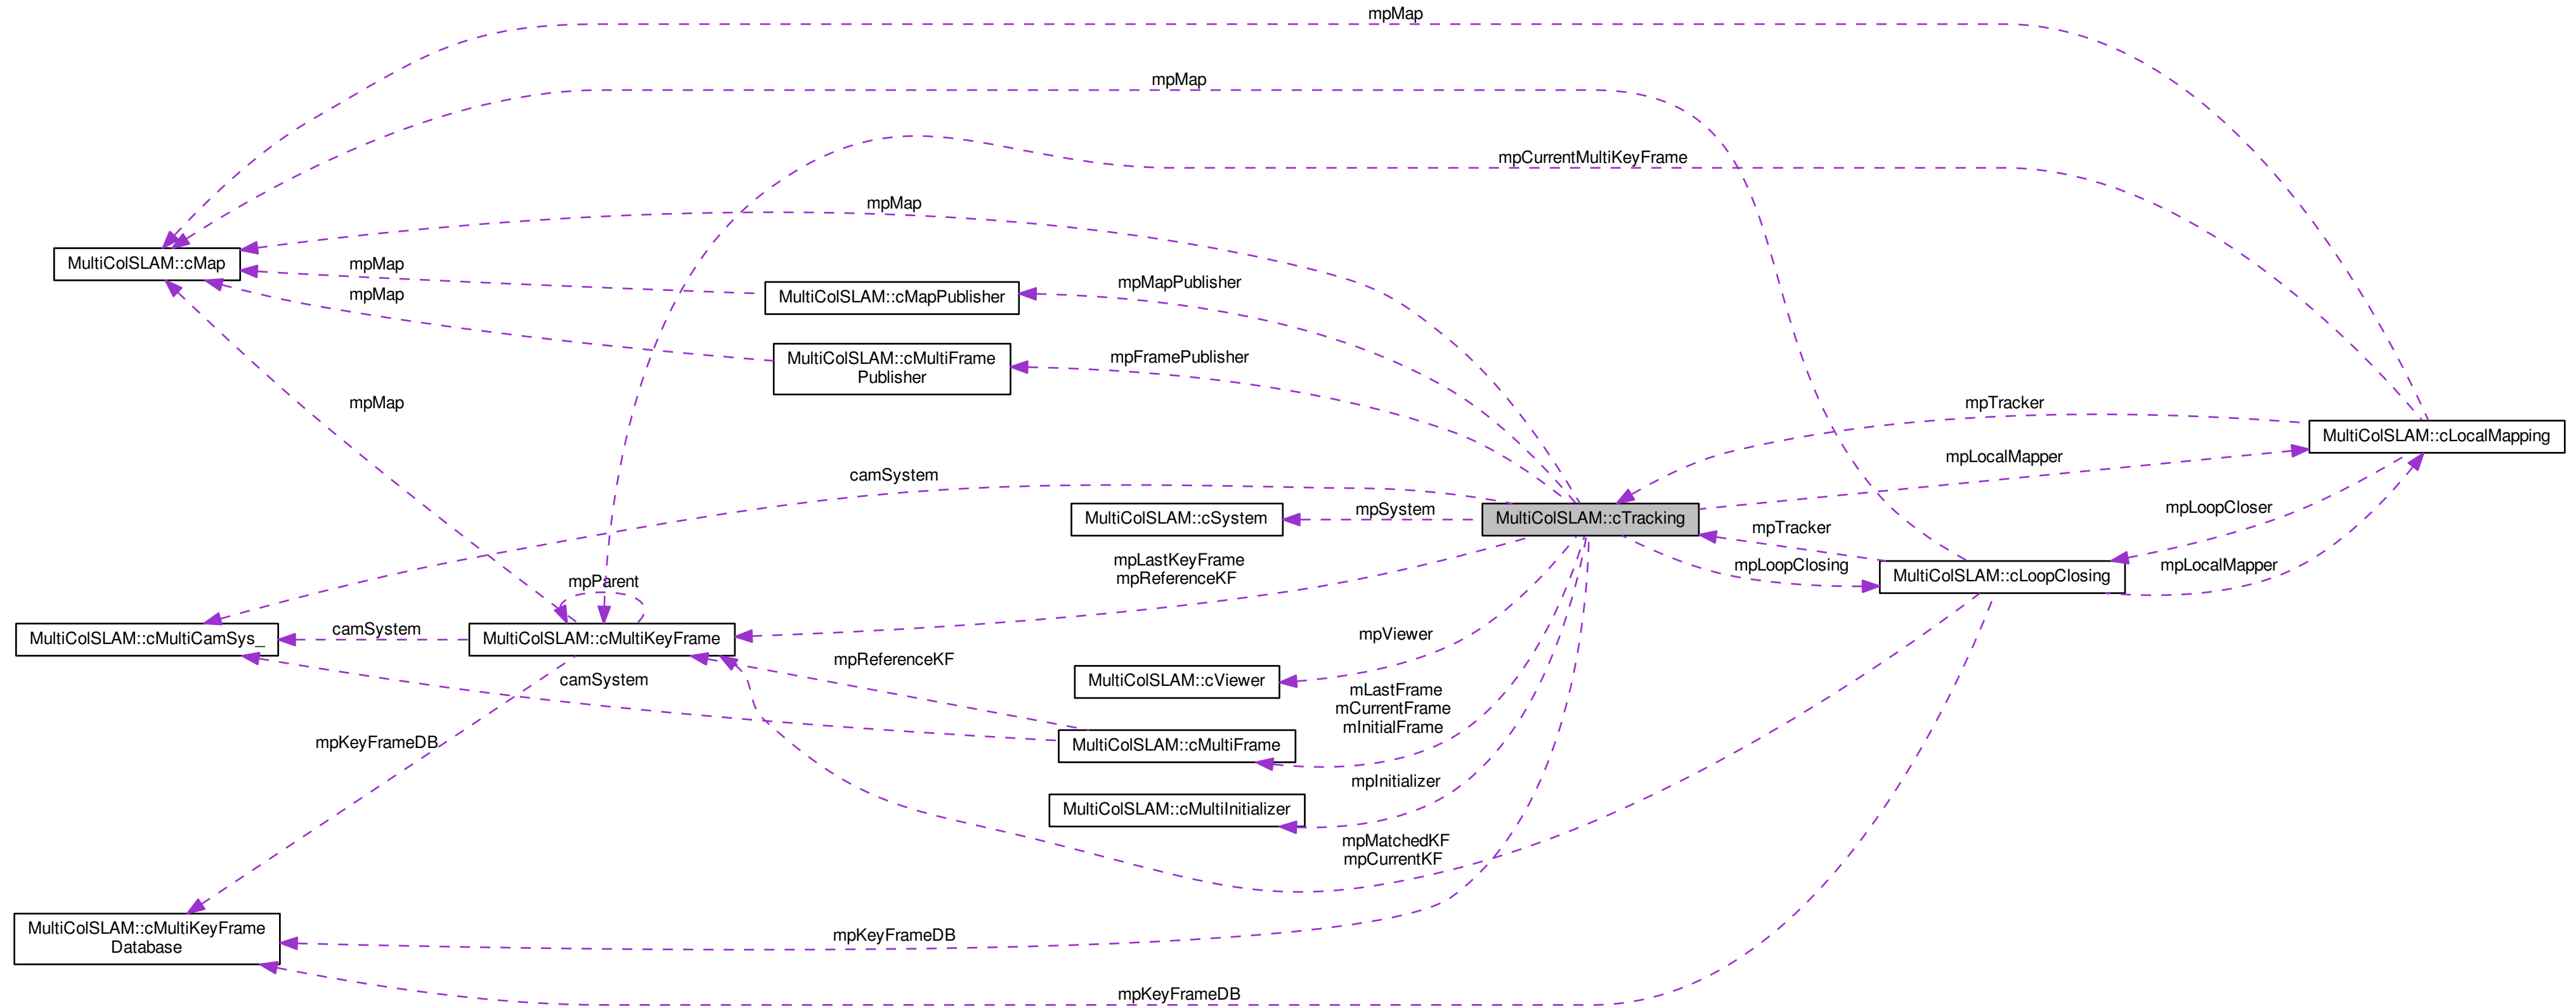 mpMap
mpMap
mpCurrentMultiKeyFrame
mpMap
MultiColSLAM::cMap
mpMap
mpMapPublisher
MultiColSLAM::cMapPublisher
mpMap
mpFramePublisher
MultiColSLAM::cMultiFrame
Publisher
mpMap
mpTracker
MultiColSLAM::cLocalMapping
mpLocalMapper
camSystem
mpSystem
MultiColSLAM::cSystem
MultiColSLAM::cTracking
mpLoopCloser
mpTracker
mpLastKeyFrame
mpReferenceKF
mpLoopClosing
mpLocalMapper
MultiColSLAM::cLoopClosing
mpParent
camSystem
MultiColSLAM::cMultiCamSys_
MultiColSLAM::cMultiKeyFrame
mpViewer
mpReferenceKF
camSystem
MultiColSLAM::cViewer
mLastFrame
mCurrentFrame
mInitialFrame
mpKeyFrameDB
MultiColSLAM::cMultiFrame
mpInitializer
MultiColSLAM::cMultiInitializer
mpMatchedKF
mpCurrentKF
MultiColSLAM::cMultiKeyFrame
Database
mpKeyFrameDB
mpKeyFrameDB